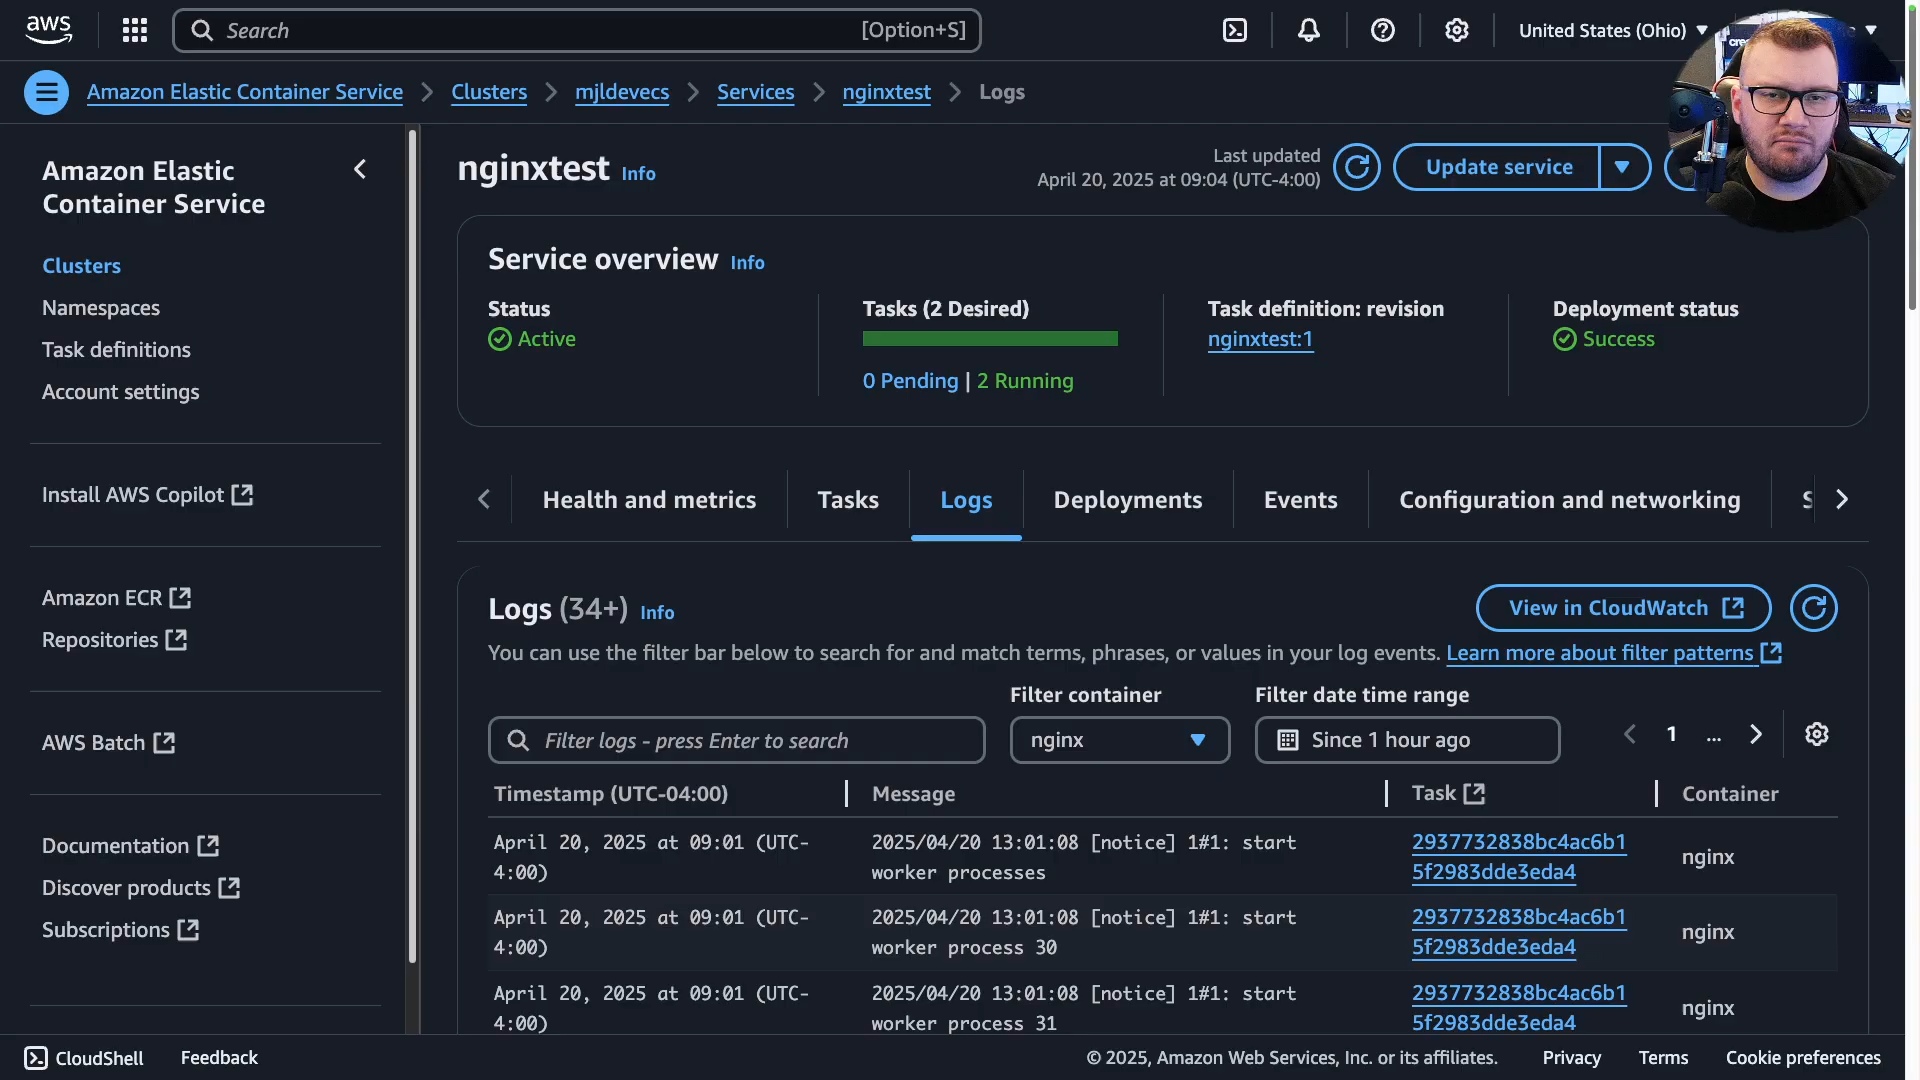 aws
Search
[Option+S]
United States (Ohio)
Amazon Elastic Container Service
Clusters
mjldevecs
Services
nginxtest
Logs
Amazon Elastic
Container Service
Clusters
Namespaces
Task definitions
Account settings
Install AWS Copilot
Amazon ECR
Repositories
AWS Batch
Documentation
Discover products
Subscriptions
nginxtest Info
Last updated
April 20, 2025 at 09:04 (UTC-4:00)
Update service
Service overview Info
Status
Active
Tasks (2 Desired)
0 Pending | 2 Running
Task definition: revision
nginxtest:1
Deployment status
Success
Health and metrics
Tasks
Logs
Deployments
Events
Configuration and networking
Logs (34+) Info
View in CloudWatch
You can use the filter bar below to search for and match terms, phrases, or values in your log events. Learn more about filter patterns
Filter container
Filter date time range
Filter logs - press Enter to search
nginx
Since 1 hour ago
1 ...
Timestamp (UTC-04:00) Message Task Container
April 20, 2025 at 09:01 (UTC-
4:00)
2025/04/20 13:01:08 [notice] 1#1: start
worker processes
2937732838bc4ac6b1
5f2983dde3eda4
nginx
April 20, 2025 at 09:01 (UTC-
4:00)
2025/04/20 13:01:08 [notice] 1#1: start
worker process 30
2937732838bc4ac6b1
5f2983dde3eda4
nginx
April 20, 2025 at 09:01 (UTC-
4:00)
2025/04/20 13:01:08 [notice] 1#1: start
worker process 31
2937732838bc4ac6b1
5f2983dde3eda4
nginx
CloudShell
Feedback
© 2025, Amazon Web Services, Inc. or its affiliates.
Privacy
Terms
Cookie preferences